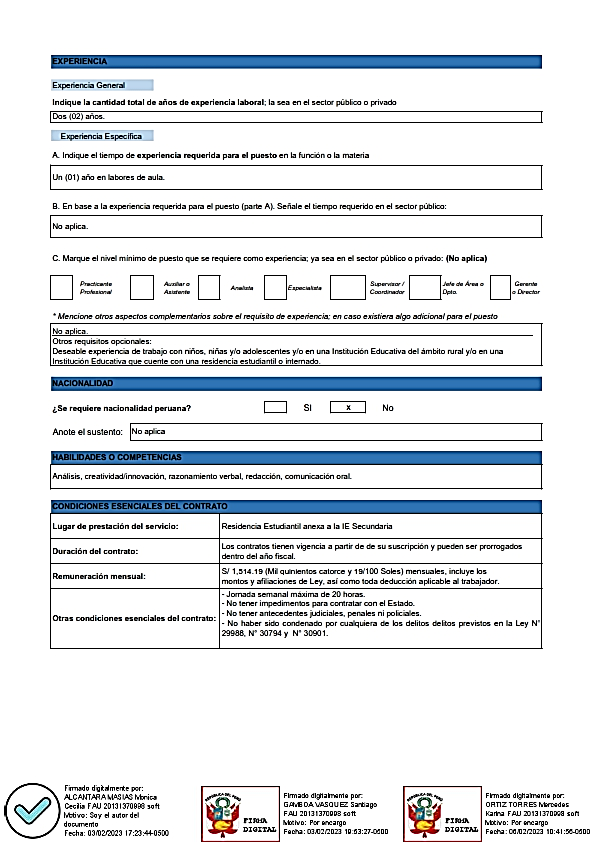 EXPERIENCIA
Experiencia General
Indique la cantidad total de años de experiencia laboral; la sea en el sector público o privado
Dos (02) años.
Experiencia Específica
A. Indique el tiempo de experiencia requerida para el puesto en la función o la materia
Un (01) año en labores de aula.
B. En base a la experiencia requerida para el puesto (parte A). Señale el tiempo requerido en el sector público:
No aplica.
C. Marque el nivel mínimo de puesto que se requiere como experiencia; ya sea en el sector público o privado: (No aplica)
Practicante Profesional
Auxiliar o Asistente
Analista
Especialista
Supervisor / Coordinador
Jefe de Área o Dpto.
Gerente o Director
* Mencione otros aspectos complementarios sobre el requisito de experiencia; en caso existiera algo adicional para el puesto
No aplica.
Otros requisitos opcionales:
Deseable experiencia de trabajo con niños, niñas y/o adolescentes y/o en una Institución Educativa del ámbito rural y/o en una
Institución Educativa que cuente con una residencia estudiantil o internado.
NACIONALIDAD
¿Se requiere nacionalidad peruana? SI x No
Anote el sustento: No aplica
HABILIDADES O COMPETENCIAS
Análisis, creatividad/innovación, razonamiento verbal, redacción, comunicación oral.
CONDICIONES ESENCIALES DEL CONTRATO
Lugar de prestación del servicio: Residencia Estudiantil anexa a la IE Secundaria
Duración del contrato: Los contratos tienen vigencia a partir de de su suscripción y pueden ser prorrogados
dentro del año fiscal.
Remuneración mensual: S/ 1,514.19 (Mil quinientos catorce y 19/100 Soles) mensuales, incluye los
montos y afiliaciones de Ley, así como toda deducción aplicable al trabajador.
Otras condiciones esenciales del contrato:
- Jornada semanal máxima de 20 horas.
- No tener impedimentos para contratar con el Estado.
- No tener antecedentes judiciales, penales ni policiales.
- No haber sido condenado por cualquiera de los delitos delitos previstos en la Ley N°
29988, N° 30794 y N° 30901.
Firmado digitalmente por:
ALCANTARA MASIAS Monica
Cecilia FAU 20131370998 soft
Motivo: Soy el autor del
documento
Fecha: 03/02/2023 17:23:44-0500
REPUBLICA DEL PERU
FIRMA
DIGITAL
Firmado digitalmente por:
GAMBOA VASQUEZ Santiago
FAU 20131370998 soft
Motivo: Por encargo
Fecha: 03/02/2023 19:53:27-0500
REPUBLICA DEL PERU
FIRMA
DIGITAL
Firmado digitalmente por:
ORTIZ TORRES Mercedes
Karina FAU 20131370998 soft
Motivo: Por encargo
Fecha: 06/02/2023 10:41:56-0500